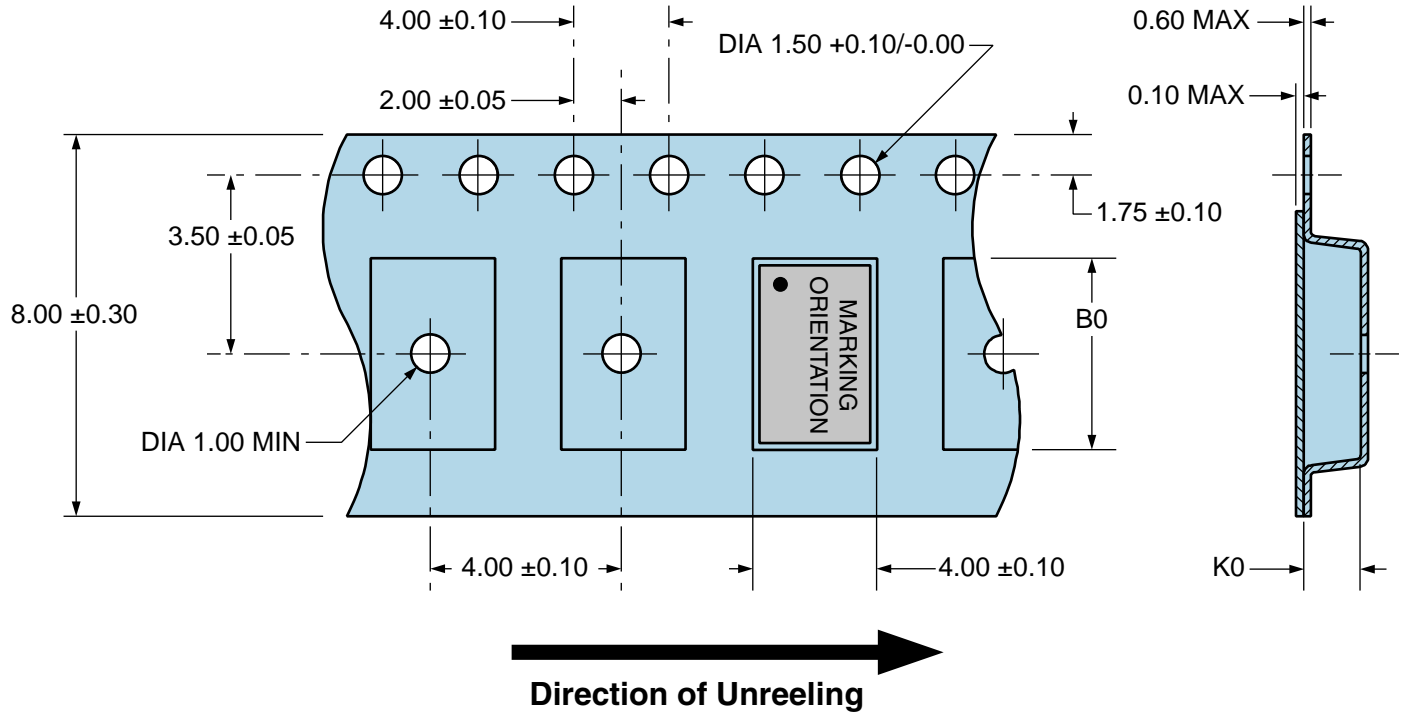 4.00 ±0.10
0.60 MAX
DIA 1.50 +0.10/-0.00
2.00 ±0.05
0.10 MAX
1.75 ±0.10
3.50 ±0.05
8.00 ±0.30
B0
MARKING
ORIENTATION
DIA 1.00 MIN
4.00 ±0.10
4.00 ±0.10
K0
Direction of Unreeling